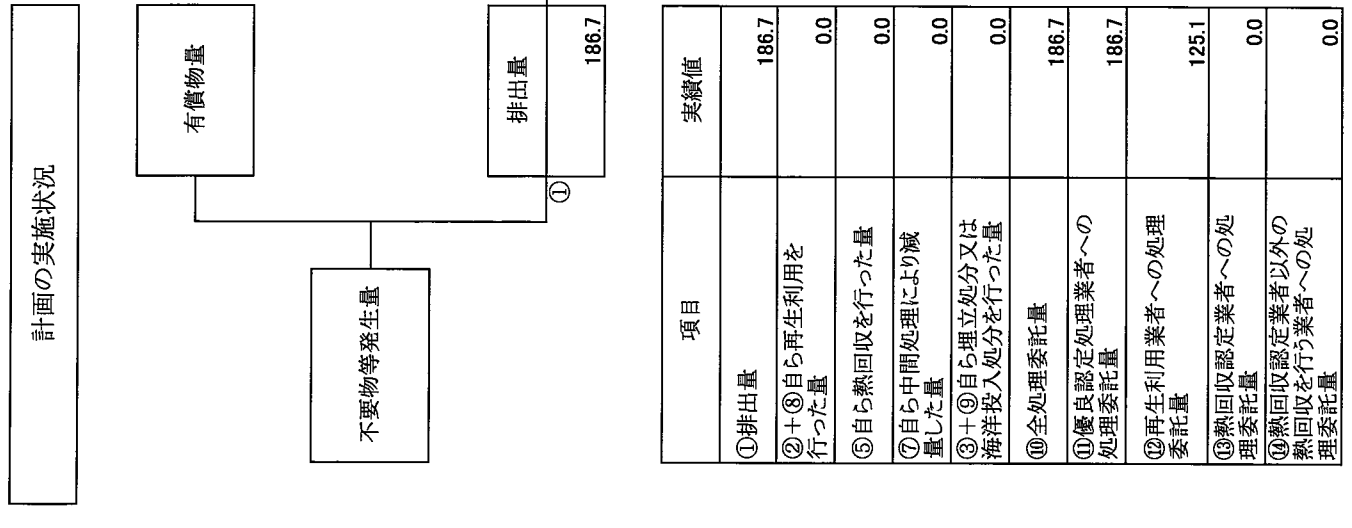 計画の実施状況
有償物量
不要物等発生量
排出量
①
186.7
項目
実績値
①排出量
186.7
②+⑧自ら再生利用を
行った量
0.0
⑤自ら熱回収を行った量
0.0
⑦自ら中間処理により減
量した量
0.0
③+⑨自ら埋立処分又は
海洋投入処分を行った量
0.0
⑩全処理委託量
186.7
⑪優良認定処理業者への
処理委託量
186.7
⑫再生利用業者への処理
委託量
125.1
⑬熱回収認定業者への処
理委託量
0.0
⑭熱回収認定業者以外の
熱回収を行う業者への処
理委託量
0.0